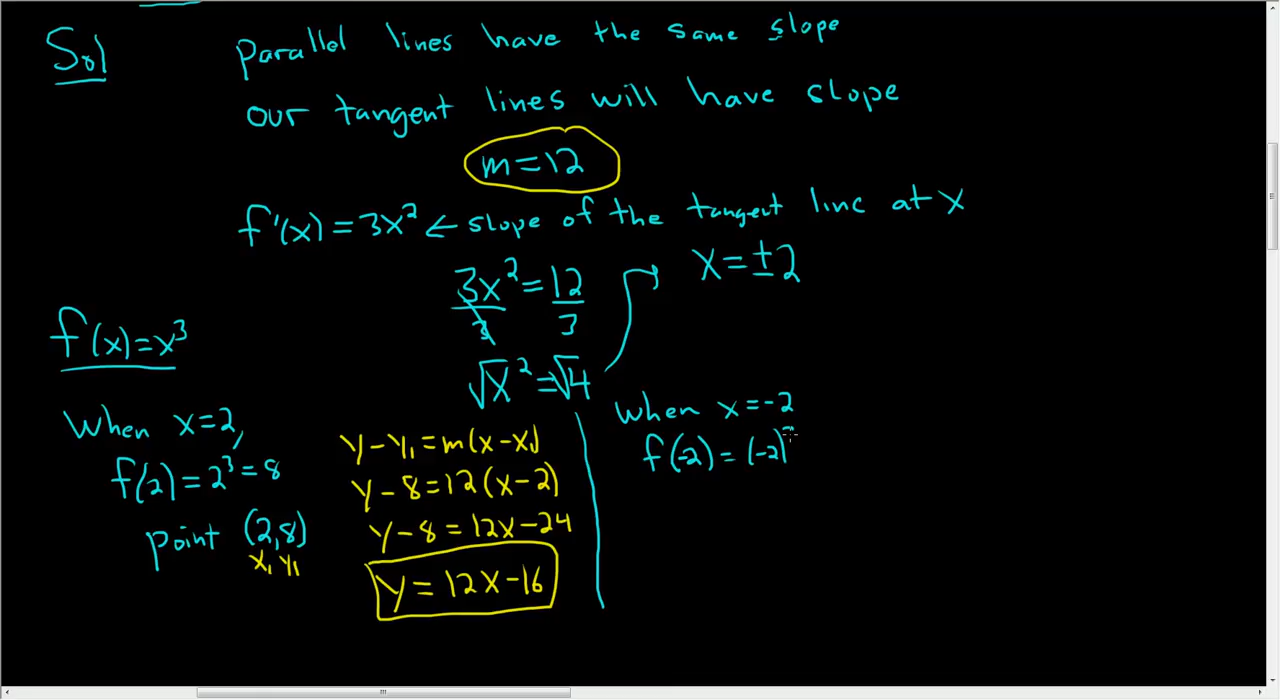 Sol
Parallel lines have the same slope
our tangent lines will have slope
m = 12
f'(x) = 3x² ← slope of the tangent line at x
3x² = 12
3 3
x = ±2
√x² = √4
f(x) = x³
When x = 2,
f(2) = 2³ = 8
point (2,8)
x₁ y₁
y - y₁ = m(x - x₁)
y - 8 = 12(x - 2)
y - 8 = 12x - 24
y = 12x - 16
When x = -2
f(-2) = (-2)